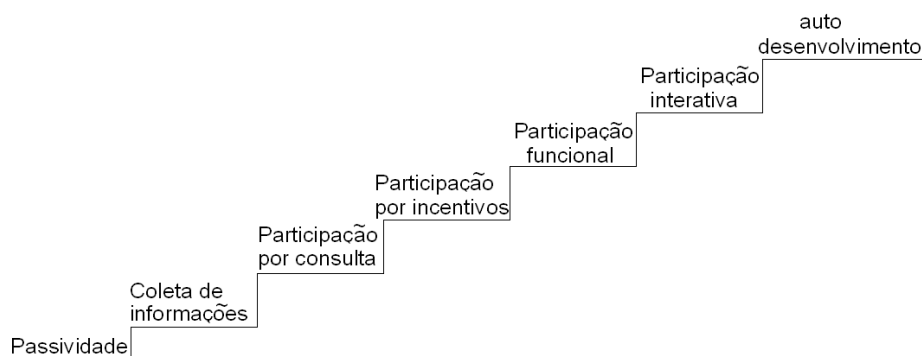 auto
desenvolvimento
Participação
interativa
Participação
funcional
Participação
por incentivos
Participação
por consulta
Coleta de
informações
Passividade